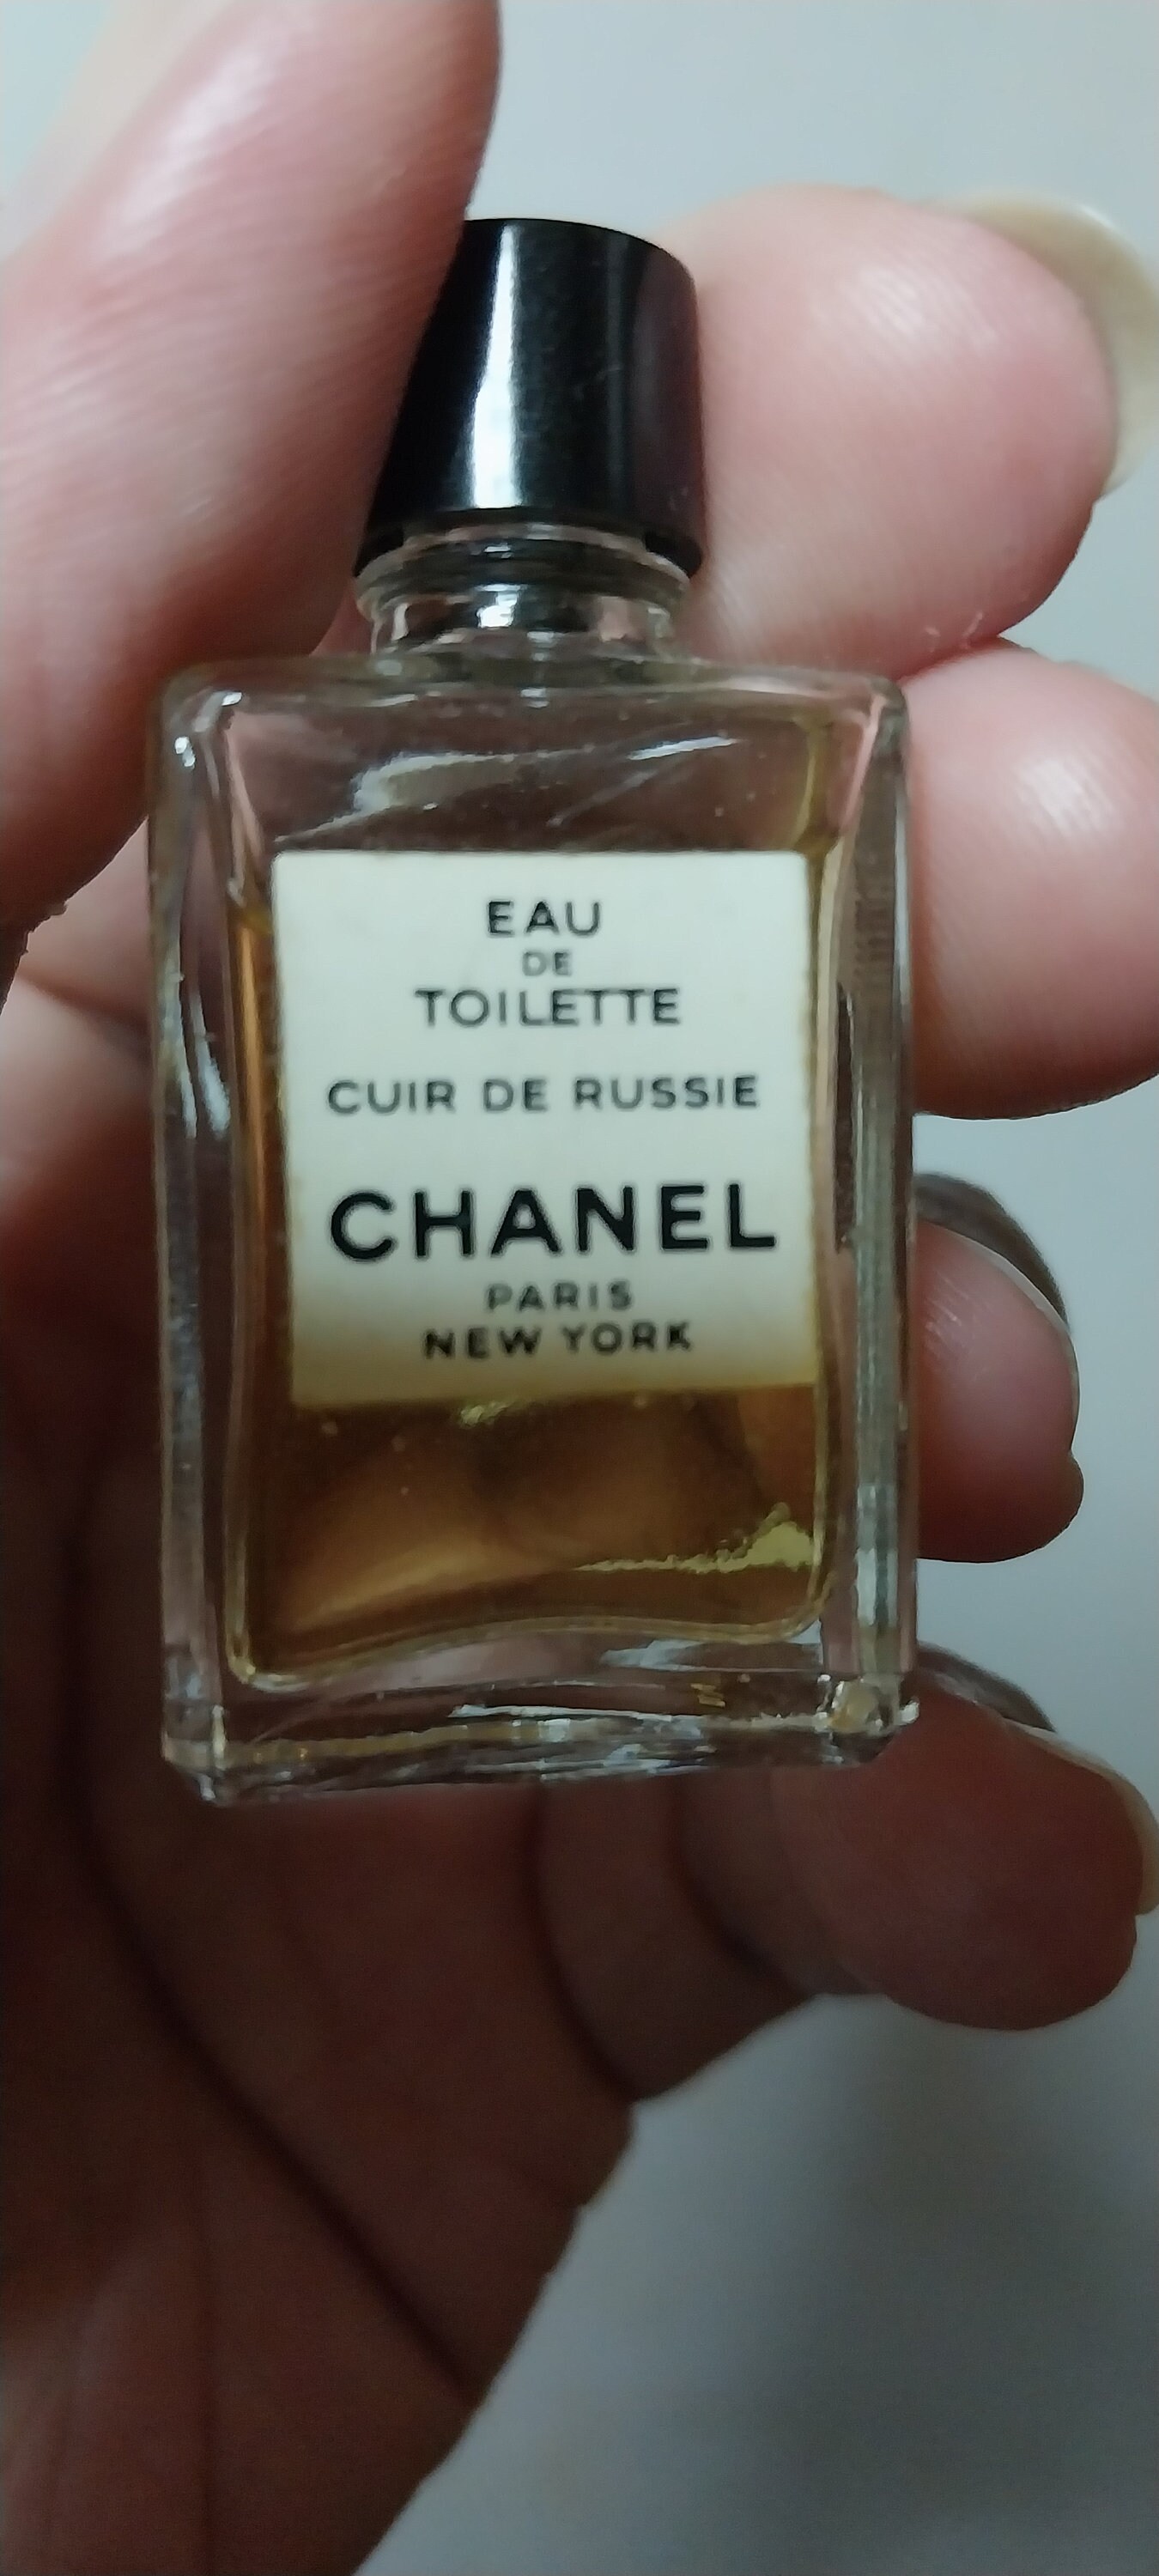 EAU
DE
TOILETTE
CUIR DE RUSSIE
CHANEL
PARIS
NEW YORK